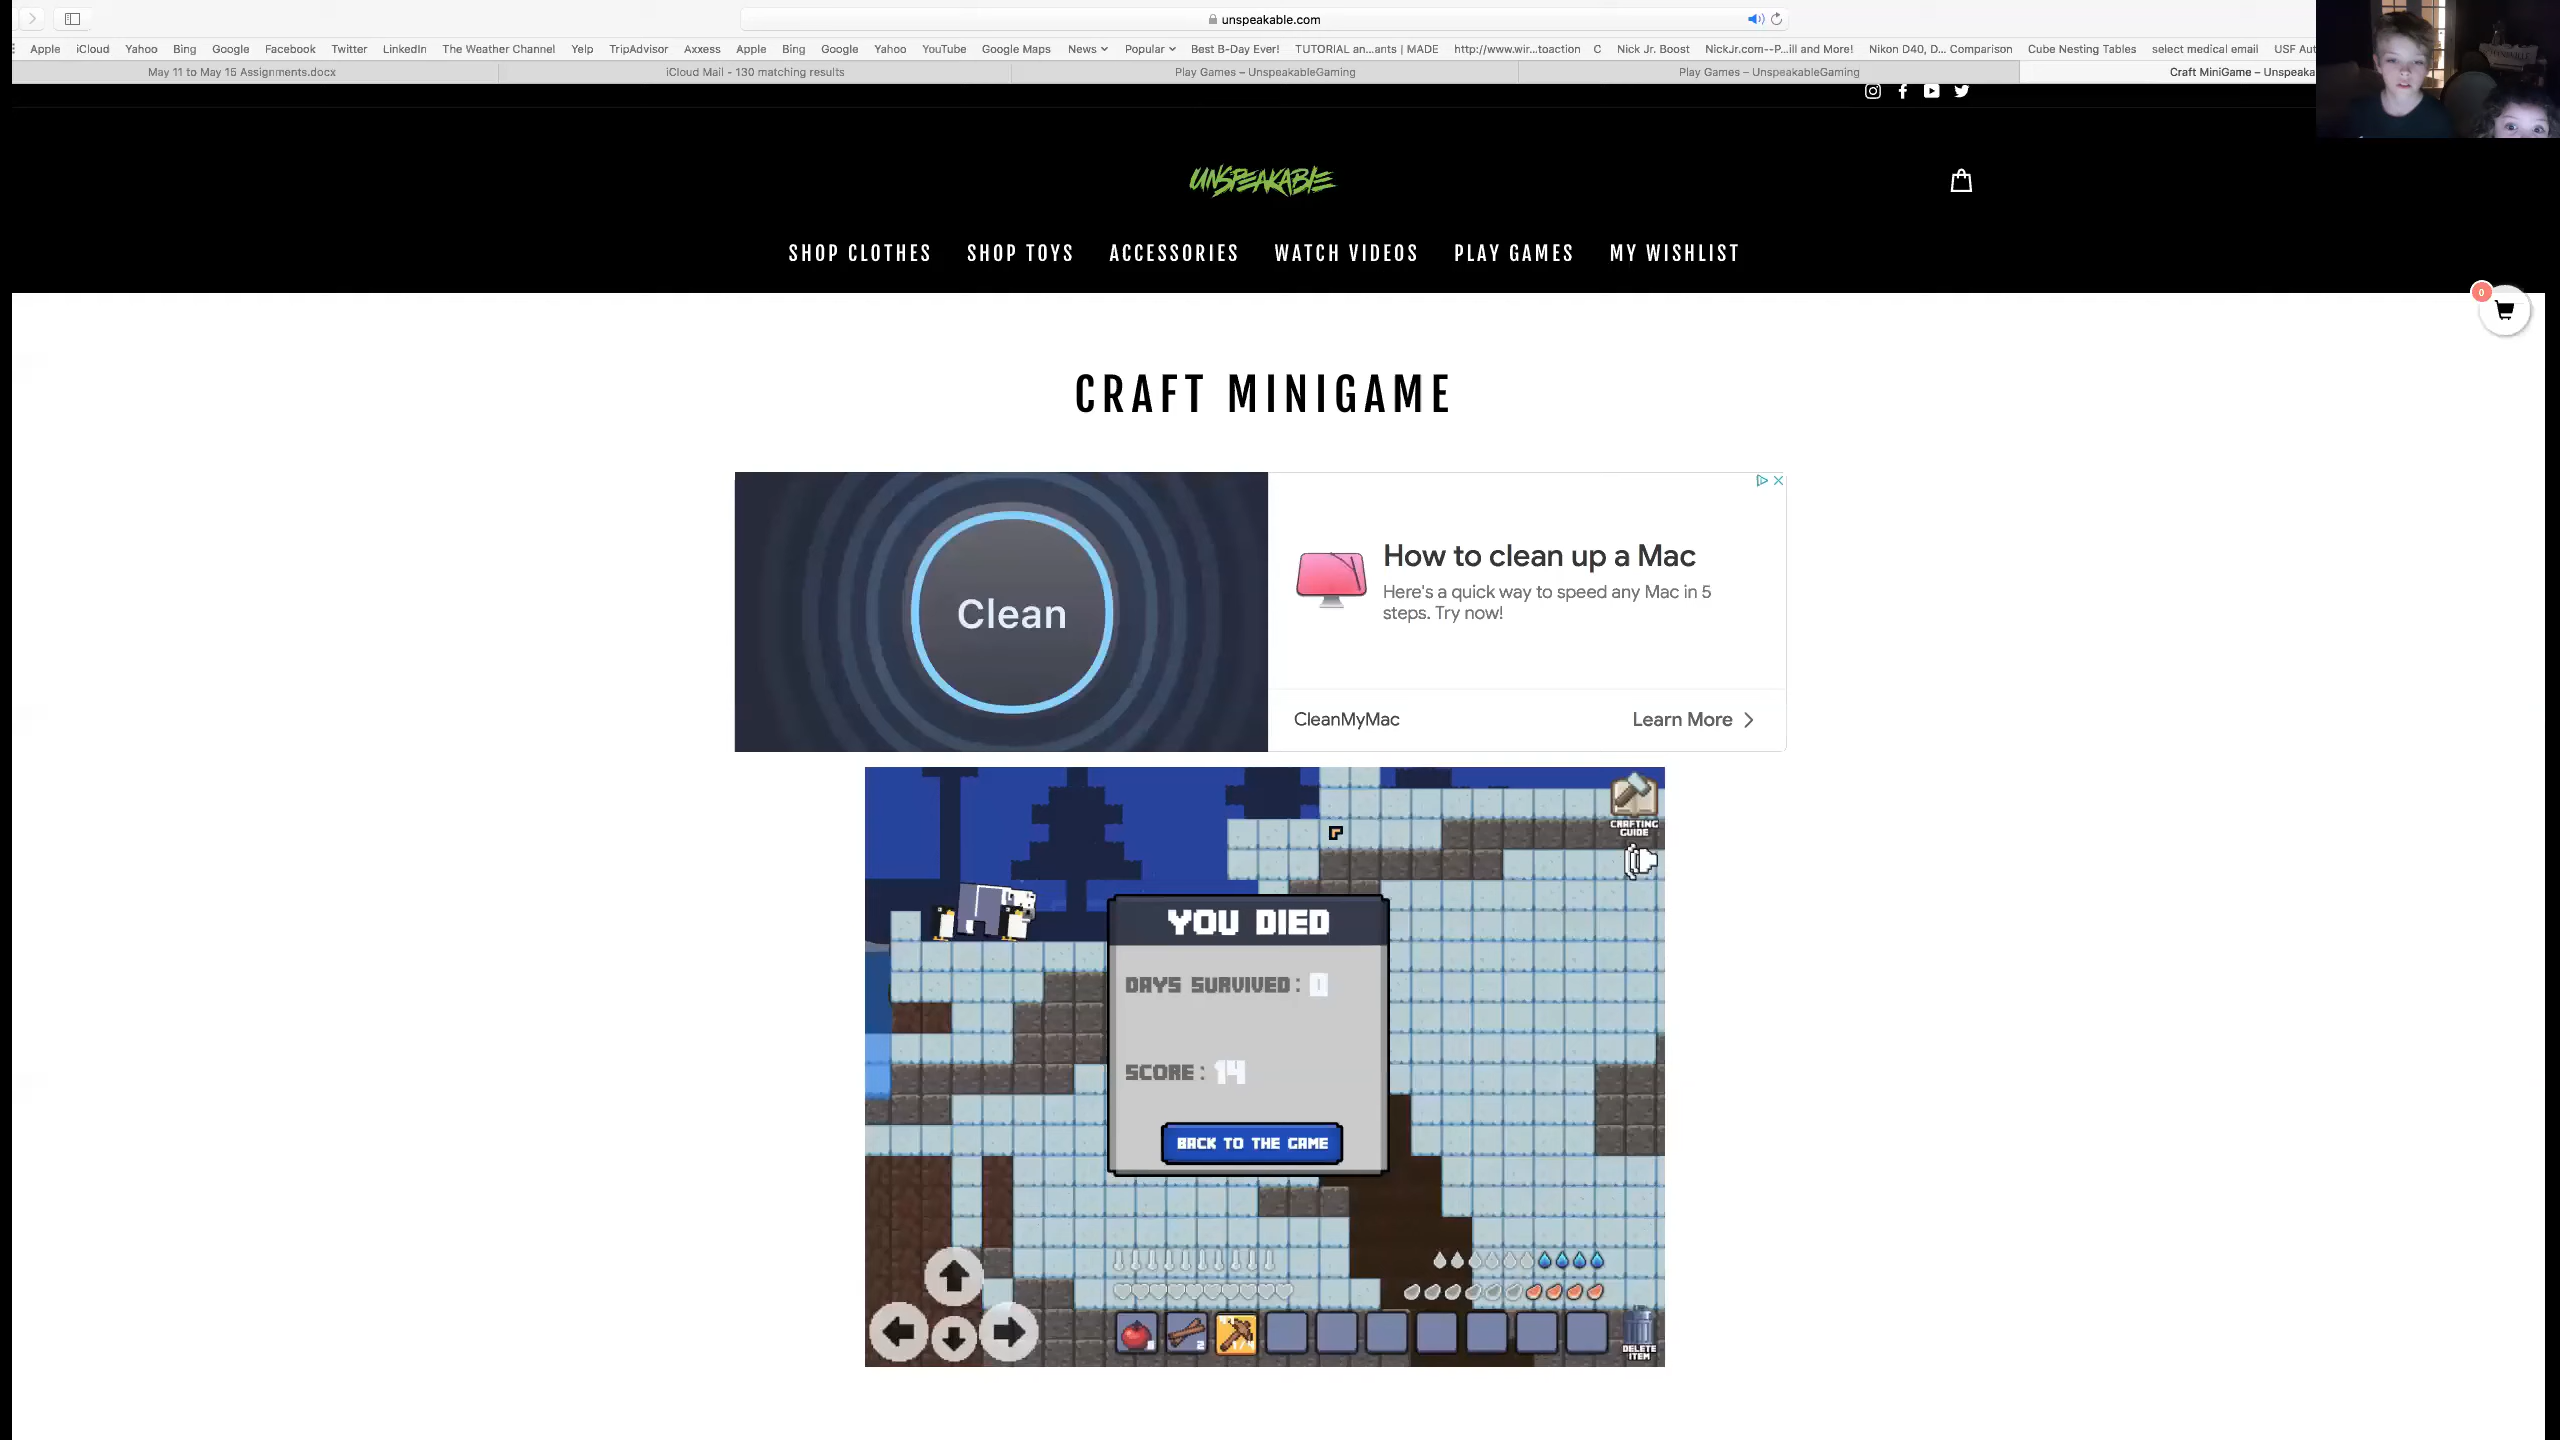 unspeakable.com
Apple iCloud Yahoo Bing Google Facebook Twitter LinkedIn The Weather Channel Yelp TripAdvisor Axxess Apple Bing Google Yahoo YouTube Google Maps News Popular Best B-Day Ever! TUTORIAL an...ants | MADE http://www.wir...toaction C Nick Jr. Boost NickJr.com--P...ill and More! Nikon D40, D... Comparison Cube Nesting Tables select medical email USF Aut
May 11 to May 15 Assignments.docx iCloud Mail - 130 matching results Play Games – UnspeakableGaming Play Games – UnspeakableGaming Craft MiniGame – Unspeaka
UNSPEAKABLE
SHOP CLOTHES SHOP TOYS ACCESSORIES WATCH VIDEOS PLAY GAMES MY WISHLIST
0
CRAFT MINIGAME
Clean
How to clean up a Mac
Here's a quick way to speed any Mac in 5
steps. Try now!
CleanMyMac Learn More
CRAFTING
GUIDE
YOU DIED
DAYS SURVIVED: 0
SCORE: 14
BACK TO THE GAME
2
DELETE
ITEM